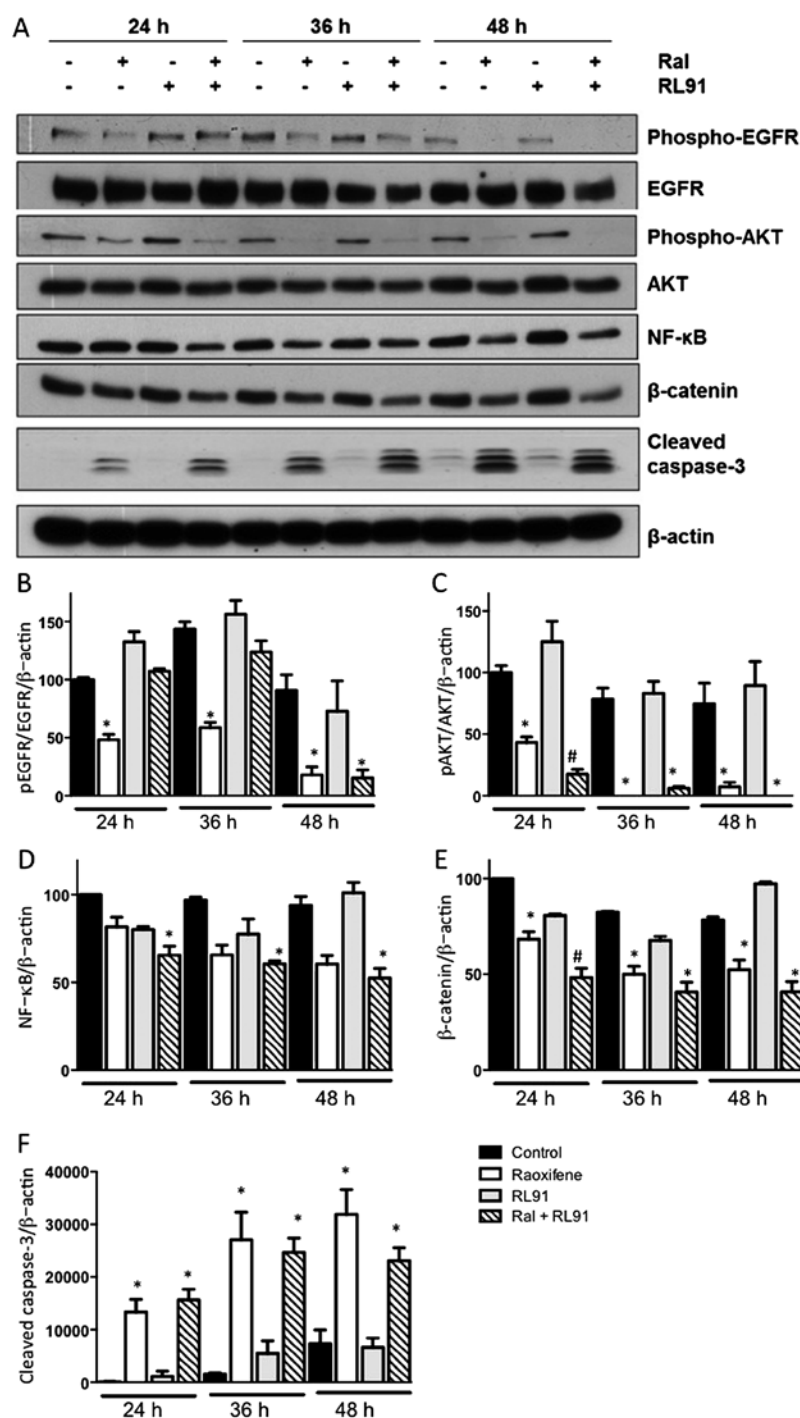 A
24 h 36 h 48 h
- + - + - + - + - + - + Ral
- - + + - - + + - - + + RL91
Phospho-EGFR
EGFR
Phospho-AKT
AKT
NF-κB
β-catenin
Cleaved
caspase-3
β-actin
B
pEGFR/EGFR/β-actin
150
100
50
0
* * * *
24 h 36 h 48 h
C
pAKT/AKT/β-actin
150
100
50
0
* # * * * *
24 h 36 h 48 h
D
NF-κB/β-actin
100
50
0
* * *
24 h 36 h 48 h
E
β-catenin/β-actin
100
50
0
* # * * * *
24 h 36 h 48 h
F
Cleaved caspase-3/β-actin
40000
30000
20000
10000
0
* * * * * *
24 h 36 h 48 h
Control
Raoxifene
RL91
Ral + RL91